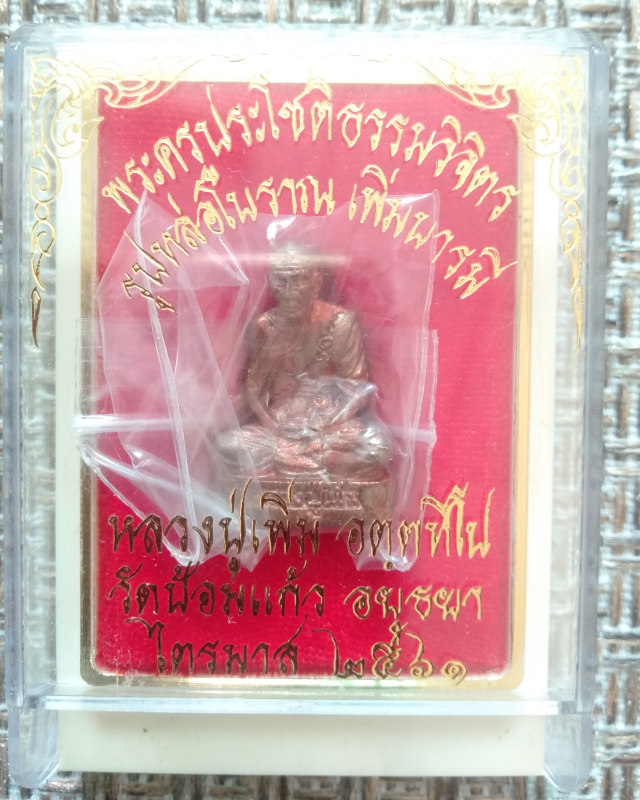 พระครูประโชติธรรมวิจิตร
รูปหล่อโบราณ เพิ่มบารมี
หลวงปู่เพิ่ม อตฺตทีโป
วัดป้อมแก้ว อยุธยา
ไตรมาส ๒๕๖๑